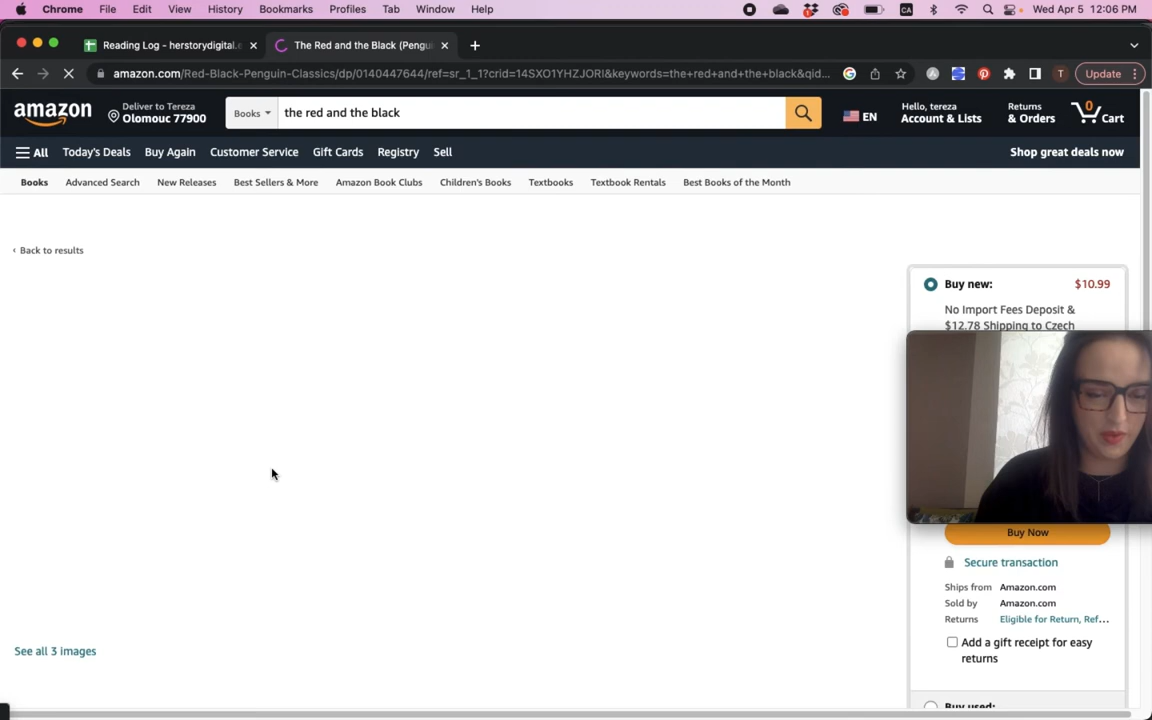 Chrome File Edit View History Bookmarks Profiles Tab Window Help CA Wed Apr 5 12:06 PM
Reading Log - herstorydigital. The Red and the Black (Pengu
amazon.com/Red-Black-Penguin-Classics/dp/0140447644/ref=sr_1_1?crid=14SXO1YHZJORI&keywords=the+red+and+the+black&qid... T Update
amazon Deliver to Tereza Olomouc 77900 Books the red and the black EN Hello, tereza Account & Lists Returns & Orders 0 Cart
All Today's Deals Buy Again Customer Service Gift Cards Registry Sell Shop great deals now
Books Advanced Search New Releases Best Sellers & More Amazon Book Clubs Children's Books Textbooks Textbook Rentals Best Books of the Month
‹ Back to results
Buy new: $10.99
No Import Fees Deposit &
$12.78 Shipping to Czech
Buy Now
Secure transaction
Ships from Amazon.com
Sold by Amazon.com
Returns Eligible for Return, Ref...
Add a gift receipt for easy
returns
See all 3 images
Buy used: